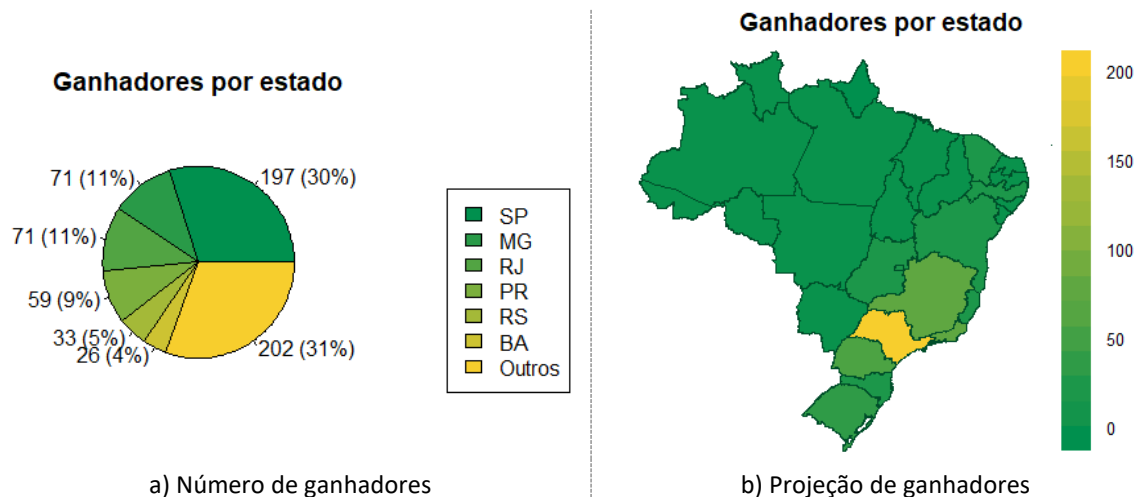 Ganhadores por estado
197 (30%)
71 (11%)
71 (11%)
59 (9%)
33 (5%)
26 (4%)
202 (31%)
SP
MG
RJ
PR
RS
BA
Outros
a) Número de ganhadores
Ganhadores por estado
200
150
100
50
0
b) Projeção de ganhadores